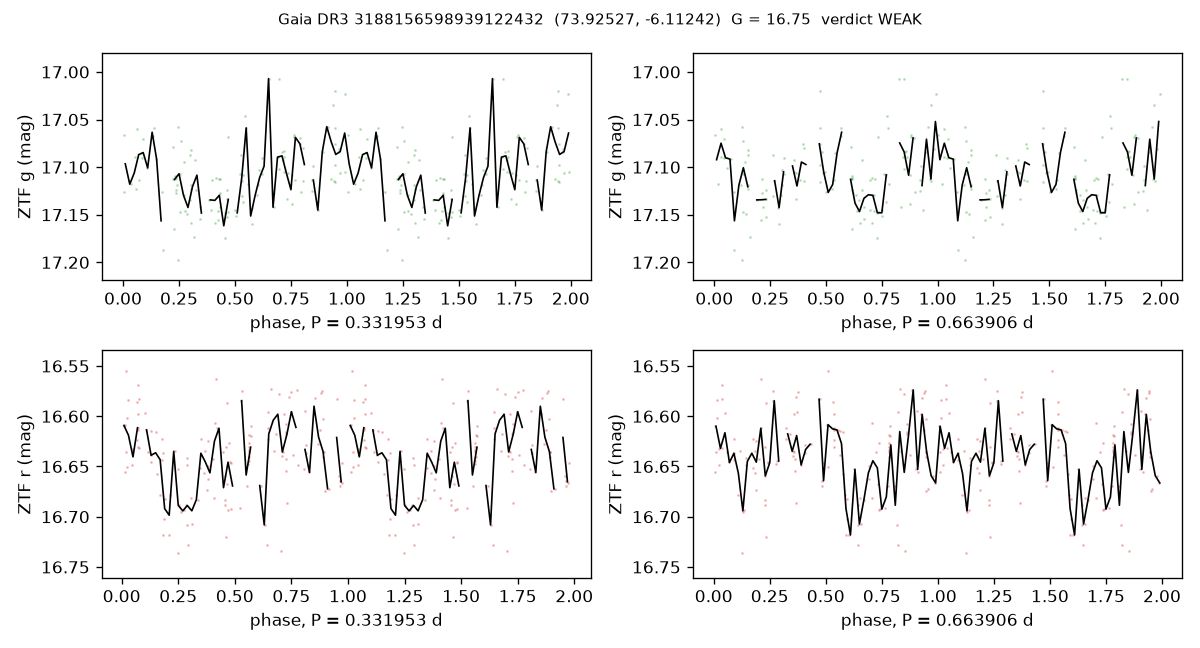 Gaia DR3 3188156598939122432 (73.92527, -6.11242) G = 16.75 verdict WEAK
ZTF g (mag)
17.00
17.05
17.10
17.15
17.20
0.00 0.25 0.50 0.75 1.00 1.25 1.50 1.75 2.00
phase, P = 0.331953 d
ZTF g (mag)
17.00
17.05
17.10
17.15
17.20
0.00 0.25 0.50 0.75 1.00 1.25 1.50 1.75 2.00
phase, P = 0.663906 d
ZTF r (mag)
16.55
16.60
16.65
16.70
16.75
0.00 0.25 0.50 0.75 1.00 1.25 1.50 1.75 2.00
phase, P = 0.331953 d
ZTF r (mag)
16.55
16.60
16.65
16.70
16.75
0.00 0.25 0.50 0.75 1.00 1.25 1.50 1.75 2.00
phase, P = 0.663906 d